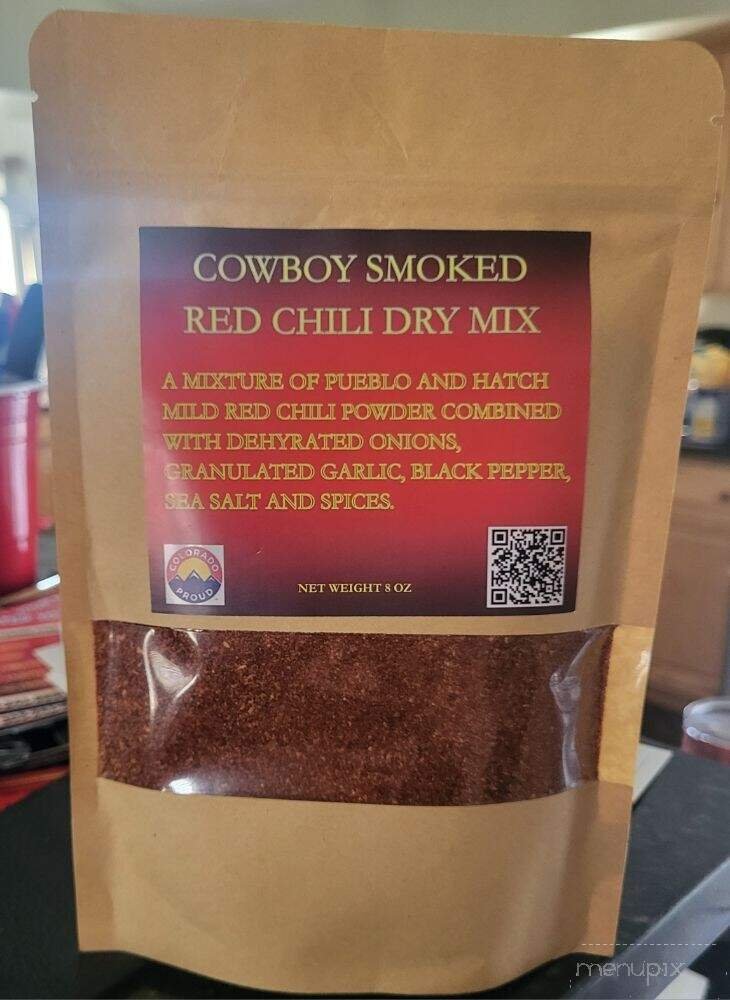 COWBOY SMOKED
RED CHILI DRY MIX
A MIXTURE OF PUEBLO AND HATCH
MILD RED CHILI POWDER COMBINED
WITH DEHYRATED ONIONS,
GRANULATED GARLIC, BLACK PEPPER,
SEA SALT AND SPICES.
COLORADO
PROUD
NET WEIGHT 8 OZ
menupix